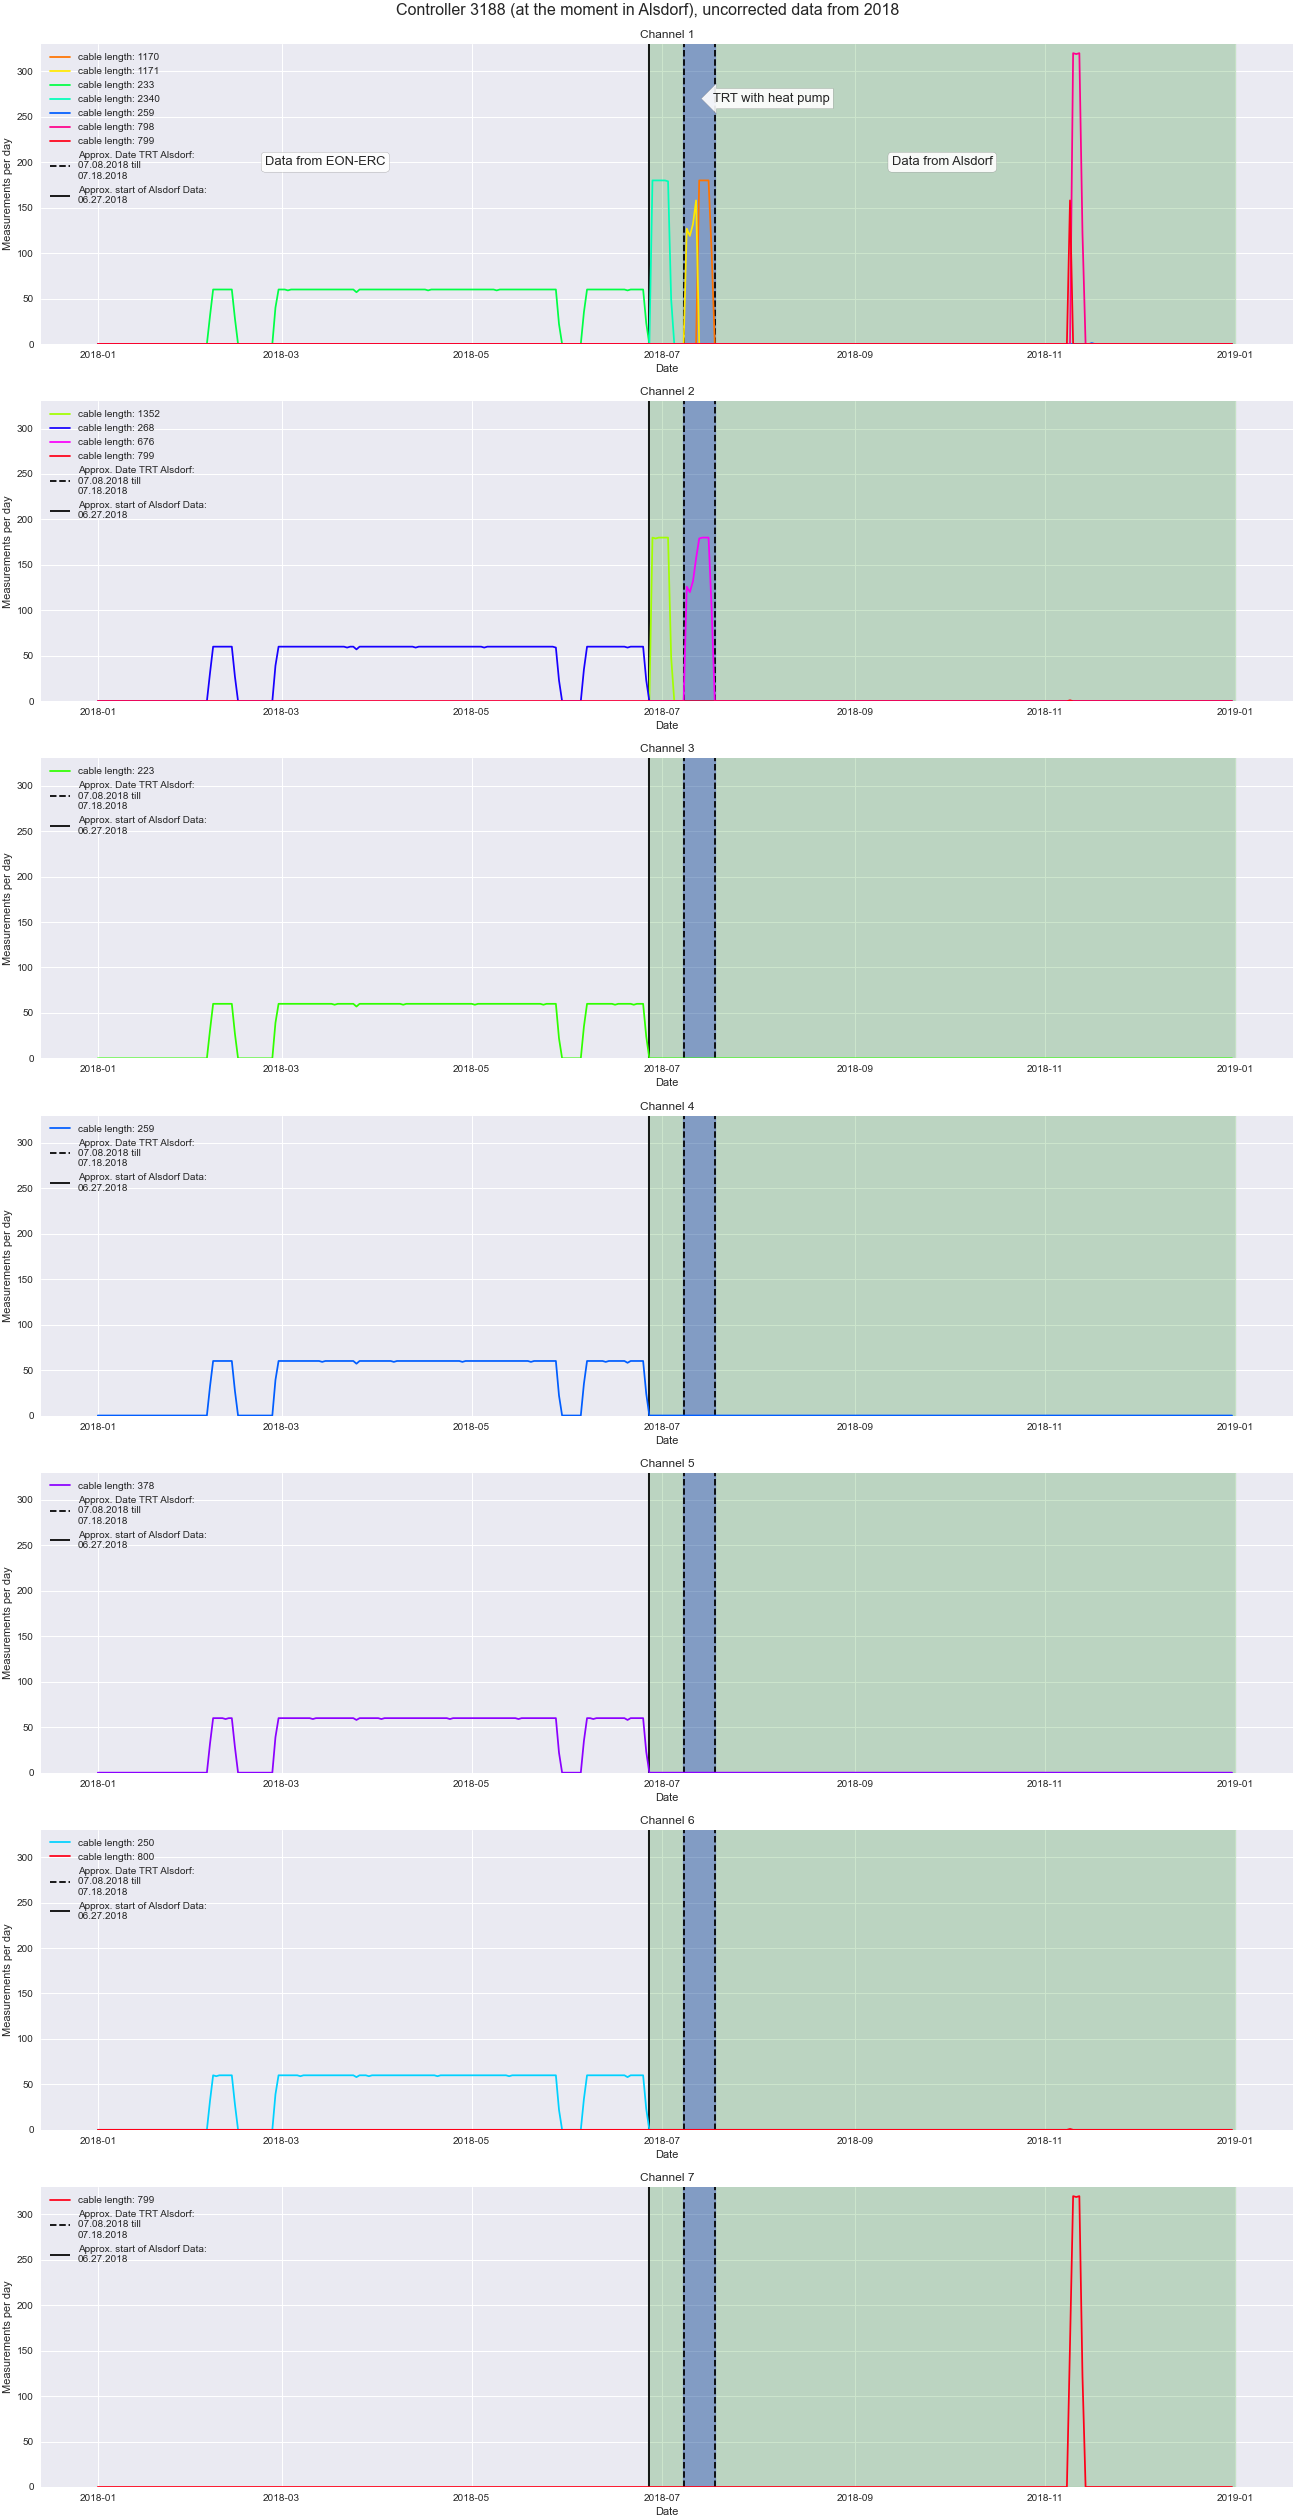 Controller 3188 (at the moment in Alsdorf), uncorrected data from 2018
Channel 1
Measurements per day
300
250
200
150
100
50
0
cable length: 1170
cable length: 1171
cable length: 233
cable length: 2340
cable length: 259
cable length: 798
cable length: 799
Approx. Date TRT Alsdorf:
07.08.2018 till
07.18.2018
Approx. start of Alsdorf Data:
06.27.2018
Data from EON-ERC
TRT with heat pump
Data from Alsdorf
2018-01 2018-03 2018-05 2018-07 2018-09 2018-11 2019-01
Date
Channel 2
Measurements per day
300
250
200
150
100
50
0
cable length: 1352
cable length: 268
cable length: 676
cable length: 799
Approx. Date TRT Alsdorf:
07.08.2018 till
07.18.2018
Approx. start of Alsdorf Data:
06.27.2018
2018-01 2018-03 2018-05 2018-07 2018-09 2018-11 2019-01
Date
Channel 3
Measurements per day
300
250
200
150
100
50
0
cable length: 223
Approx. Date TRT Alsdorf:
07.08.2018 till
07.18.2018
Approx. start of Alsdorf Data:
06.27.2018
2018-01 2018-03 2018-05 2018-07 2018-09 2018-11 2019-01
Date
Channel 4
Measurements per day
300
250
200
150
100
50
0
cable length: 259
Approx. Date TRT Alsdorf:
07.08.2018 till
07.18.2018
Approx. start of Alsdorf Data:
06.27.2018
2018-01 2018-03 2018-05 2018-07 2018-09 2018-11 2019-01
Date
Channel 5
Measurements per day
300
250
200
150
100
50
0
cable length: 378
Approx. Date TRT Alsdorf:
07.08.2018 till
07.18.2018
Approx. start of Alsdorf Data:
06.27.2018
2018-01 2018-03 2018-05 2018-07 2018-09 2018-11 2019-01
Date
Channel 6
Measurements per day
300
250
200
150
100
50
0
cable length: 250
cable length: 800
Approx. Date TRT Alsdorf:
07.08.2018 till
07.18.2018
Approx. start of Alsdorf Data:
06.27.2018
2018-01 2018-03 2018-05 2018-07 2018-09 2018-11 2019-01
Date
Channel 7
Measurements per day
300
250
200
150
100
50
0
cable length: 799
Approx. Date TRT Alsdorf:
07.08.2018 till
07.18.2018
Approx. start of Alsdorf Data:
06.27.2018
2018-01 2018-03 2018-05 2018-07 2018-09 2018-11 2019-01
Date